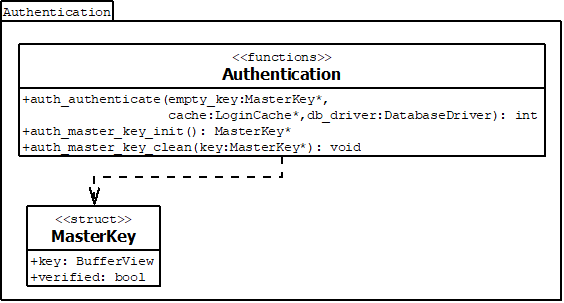 Authentication
<<functions>>
Authentication
+auth_authenticate(empty_key:MasterKey*,
cache:LoginCache*,db_driver:DatabaseDriver): int
+auth_master_key_init(): MasterKey*
+auth_master_key_clean(key:MasterKey*): void
<<struct>>
MasterKey
+key: BufferView
+verified: bool